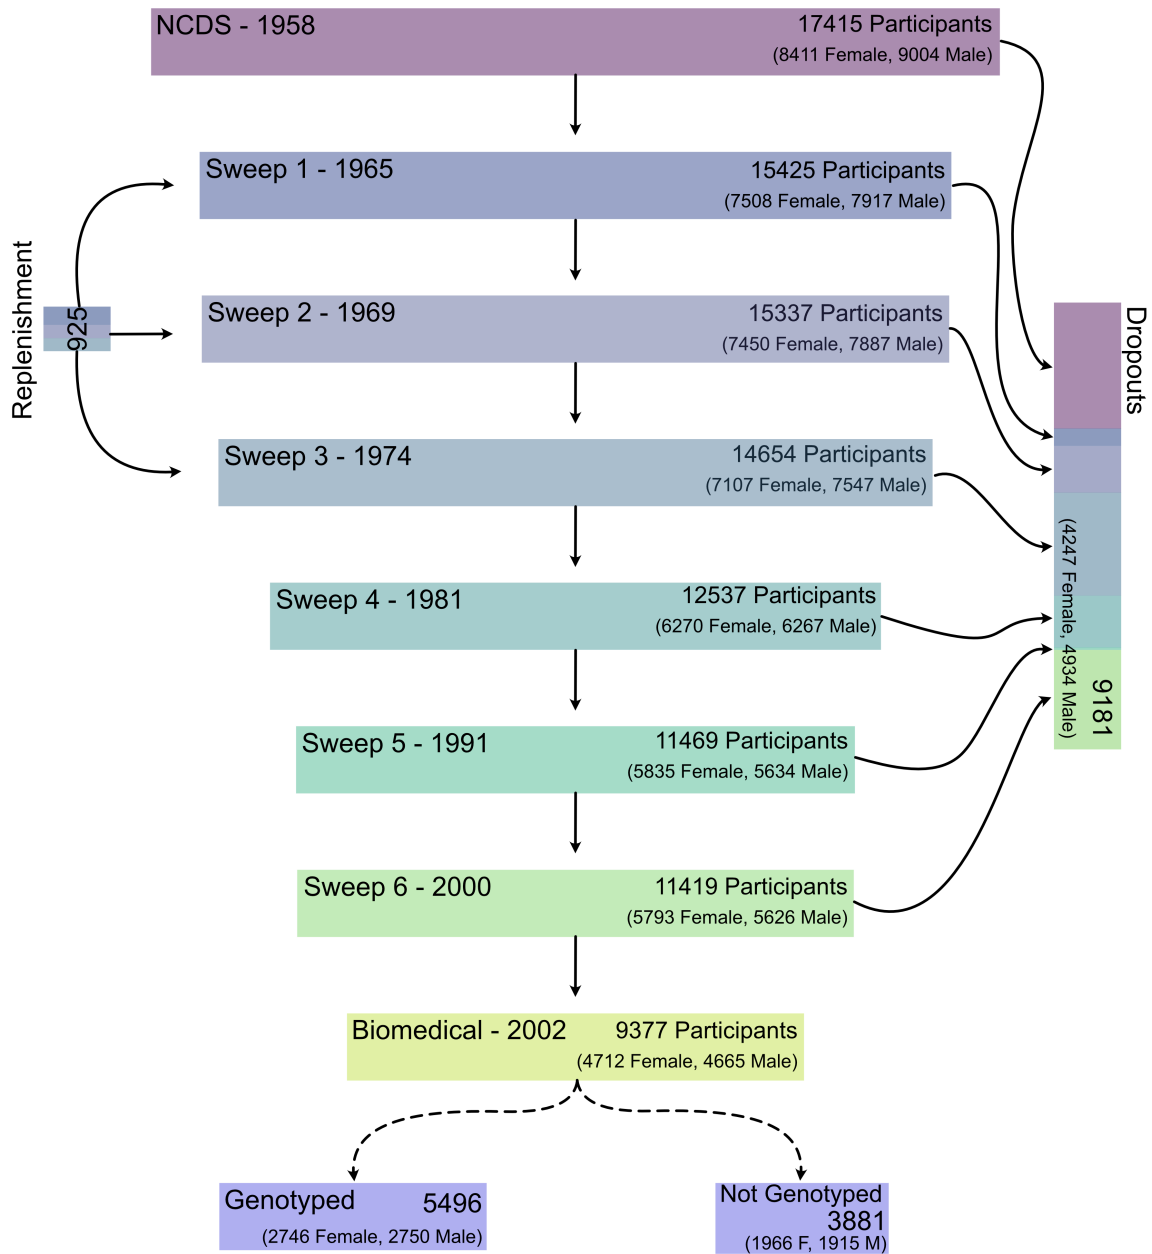 NCDS - 1958
17415 Participants
(8411 Female, 9004 Male)
Sweep 1 - 1965
15425 Participants
(7508 Female, 7917 Male)
Replenishment
925
Sweep 2 - 1969
15337 Participants
(7450 Female, 7887 Male)
Dropouts
Sweep 3 - 1974
14654 Participants
(7107 Female, 7547 Male)
(4247 Female, 4934 Male)
9181
Sweep 4 - 1981
12537 Participants
(6270 Female, 6267 Male)
Sweep 5 - 1991
11469 Participants
(5835 Female, 5634 Male)
Sweep 6 - 2000
11419 Participants
(5793 Female, 5626 Male)
Biomedical - 2002
9377 Participants
(4712 Female, 4665 Male)
Genotyped
5496
(2746 Female, 2750 Male)
Not Genotyped
3881
(1966 F, 1915 M)